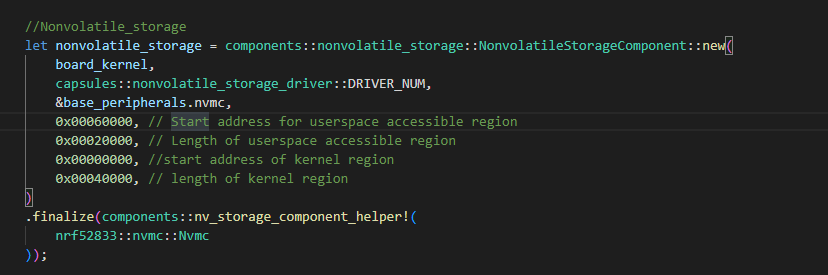 //Nonvolatile_storage
let nonvolatile_storage = components::nonvolatile_storage::NonvolatileStorageComponent::new(
    board_kernel,
    capsules::nonvolatile_storage_driver::DRIVER_NUM,
    &base_peripherals.nvmc,
    0x00060000, // Start address for userspace accessible region
    0x00020000, // Length of userspace accessible region
    0x00000000, //start address of kernel region
    0x00040000, // length of kernel region
)
.finalize(components::nv_storage_component_helper!(
    nrf52833::nvmc::Nvmc
));